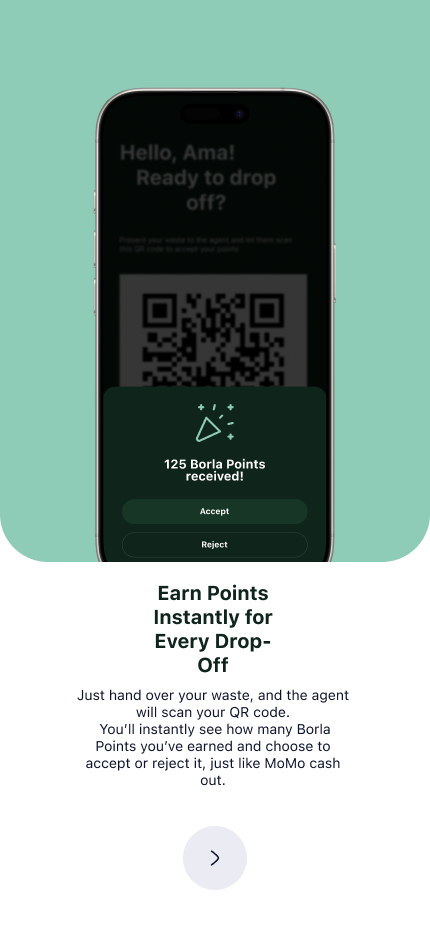 Hello, Ama!
Ready to drop
off?
Present your waste to the agent and let them scan
this QR code to accept your points
125 Borla Points
received!
Accept
Reject
Earn Points
Instantly for
Every Drop-
Off
Just hand over your waste, and the agent
will scan your QR code.
You’ll instantly see how many Borla
Points you’ve earned and choose to
accept or reject it, just like MoMo cash
out.